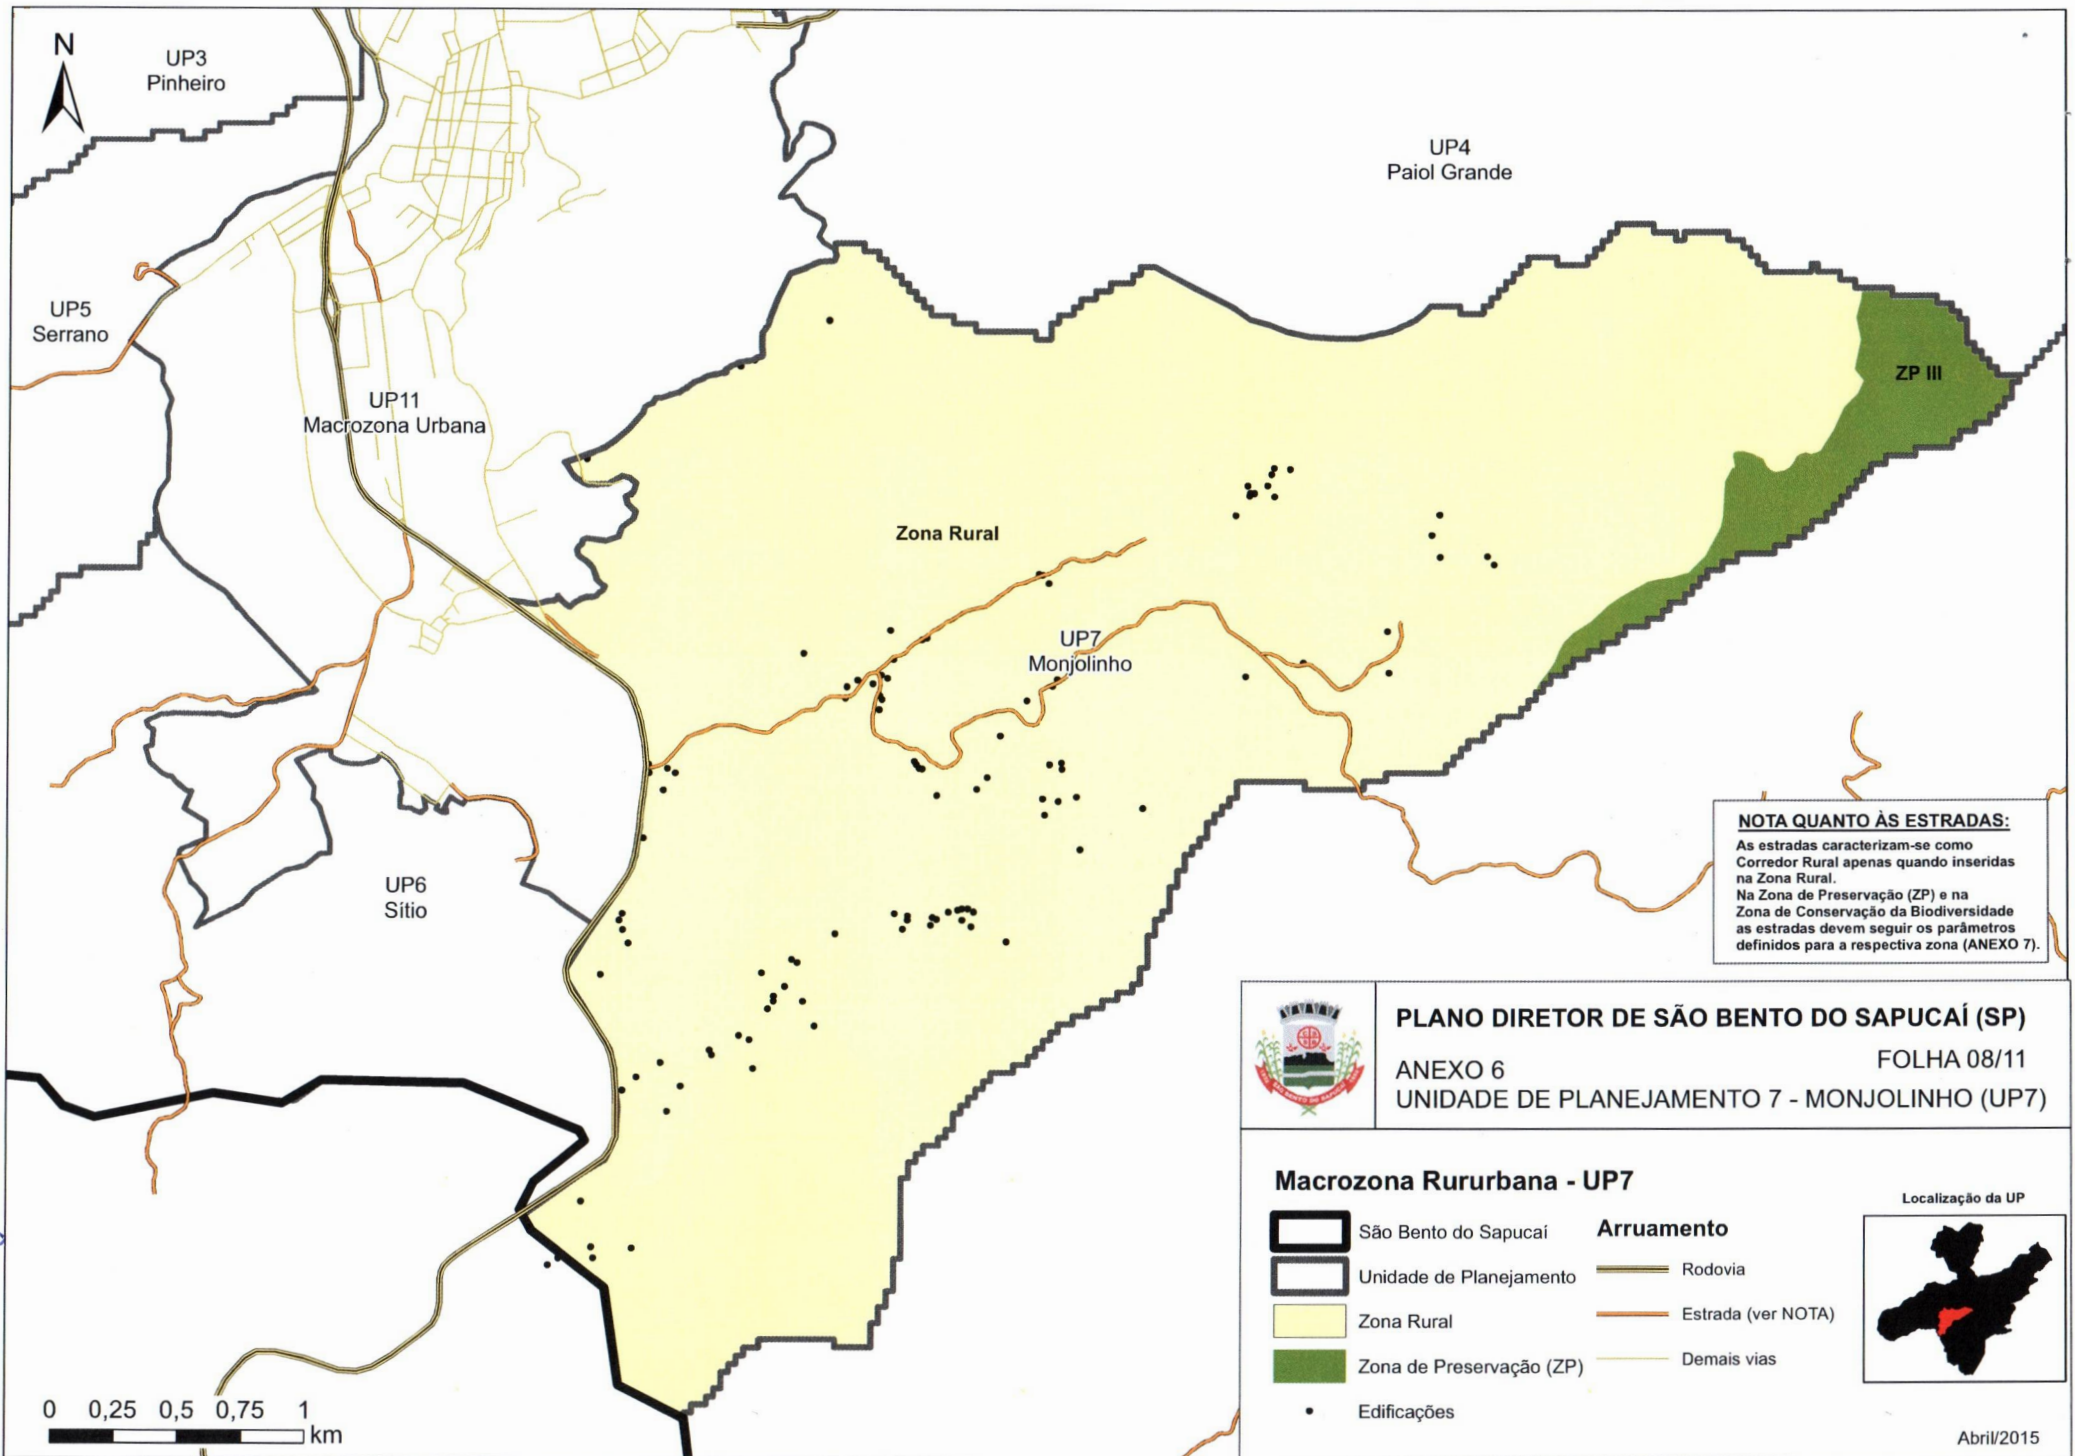 N
UP3
Pinheiro
UP4
Paiol Grande
UP5
Serrano
UP11
Macrozona Urbana
ZP III
Zona Rural
UP7
Monjolinho
UP6
Sítio
NOTA QUANTO ÀS ESTRADAS:
As estradas caracterizam-se como
Corredor Rural apenas quando inseridas
na Zona Rural.
Na Zona de Preservação (ZP) e na
Zona de Conservação da Biodiversidade
as estradas devem seguir os parâmetros
definidos para a respectiva zona (ANEXO 7).
PLANO DIRETOR DE SÃO BENTO DO SAPUCAÍ (SP)
ANEXO 6
FOLHA 08/11
UNIDADE DE PLANEJAMENTO 7 - MONJOLINHO (UP7)
Macrozona Rururbana - UP7
São Bento do Sapucaí
Unidade de Planejamento
Zona Rural
Zona de Preservação (ZP)
Edificações
Arruamento
Rodovia
Estrada (ver NOTA)
Demais vias
Localização da UP
Abril/2015
0 0,25 0,5 0,75 1
km